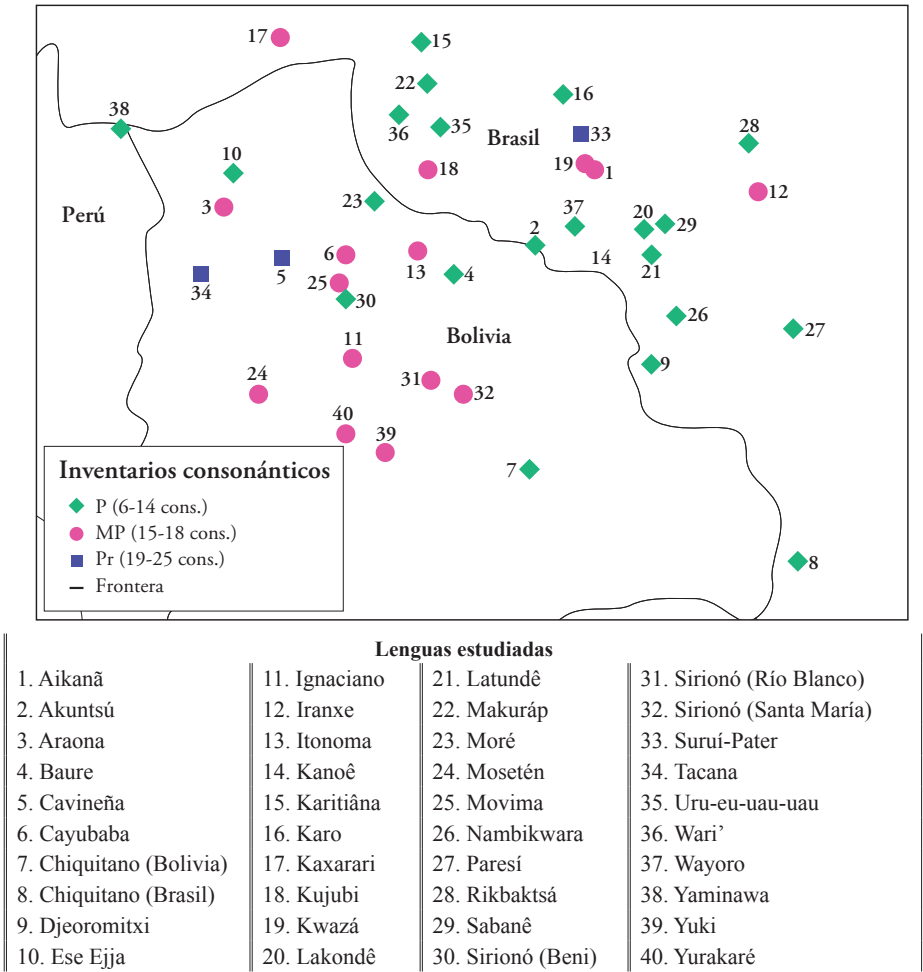 17
15
22
16
38
36
35
Brasil
33
28
10
18
19
1
12
3
23
37
20
29
Perú
2
6
13
14
21
5
4
34
25
30
26
27
11
Bolivia
9
24
31
32
40
39
7
Inventarios consonánticos
P (6-14 cons.)
MP (15-18 cons.)
Pr (19-25 cons.)
Frontera
8
Lenguas estudiadas
1. Aikanã
2. Akuntsú
3. Araona
4. Baure
5. Cavineña
6. Cayubaba
7. Chiquitano (Bolivia)
8. Chiquitano (Brasil)
9. Djeoromitxi
10. Ese Ejja
11. Ignaciano
12. Iranxe
13. Itonoma
14. Kanoê
15. Karitiâna
16. Karo
17. Kaxarari
18. Kujubi
19. Kwazá
20. Lakondê
21. Latundê
22. Makuráp
23. Moré
24. Mosetén
25. Movima
26. Nambikwara
27. Paresí
28. Rikbaktsá
29. Sabanê
30. Sirionó (Beni)
31. Sirionó (Río Blanco)
32. Sirionó (Santa María)
33. Suruí-Pater
34. Tacana
35. Uru-eu-uau-uau
36. Wari’
37. Wayoro
38. Yaminawa
39. Yuki
40. Yurakaré